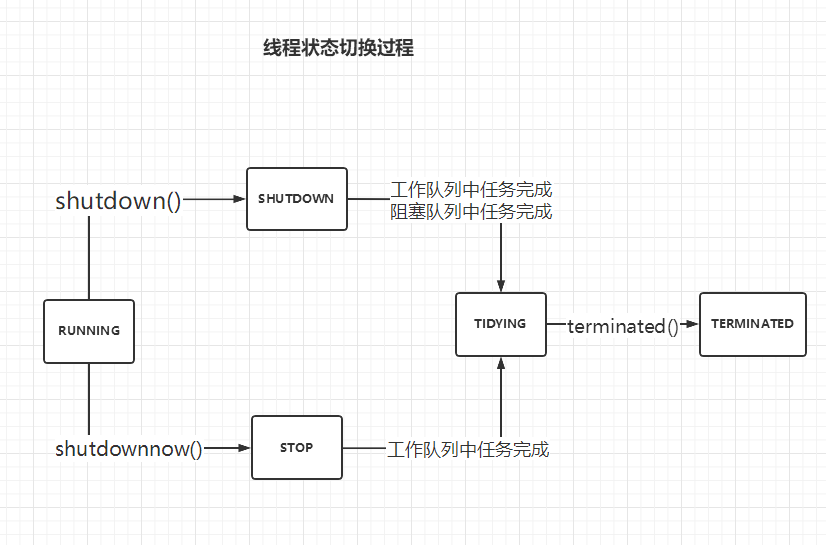 线程状态切换过程
shutdown()
SHUTDOWN
工作队列中任务完成
阻塞队列中任务完成
RUNNING
TIDYING
terminated()
TERMINATED
shutdownnow()
STOP
工作队列中任务完成